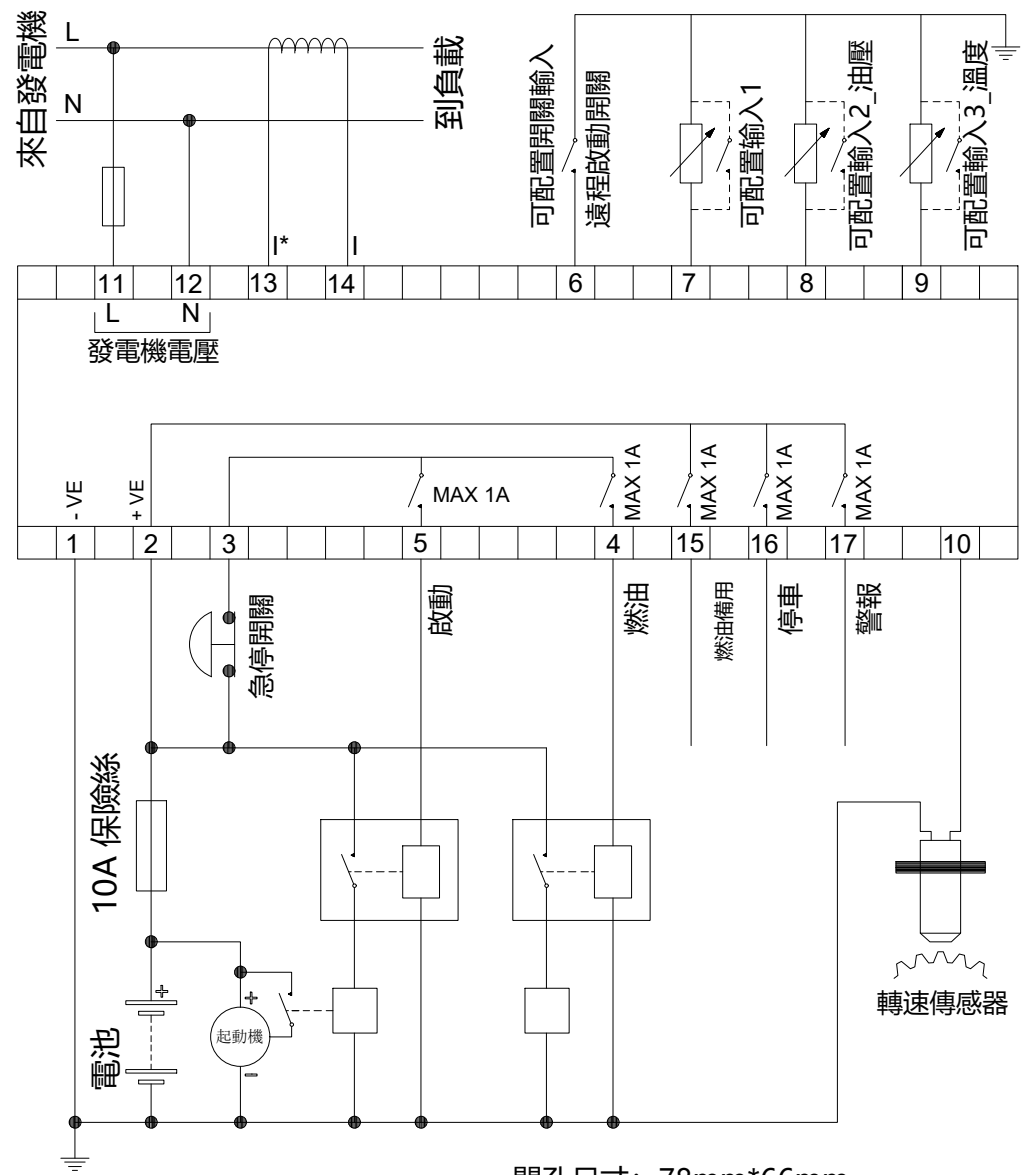 來自發電機
L
N
到負載
可配置開關輸入
遠程啟動開關
可配置输入1
可配置輸入2_油壓
可配置輸入3_溫度
I*
I
11
12
13
14
6
7
8
9
L
N
發電機電壓
- VE
+ VE
MAX 1A
MAX 1A
MAX 1A
MAX 1A
MAX 1A
1
2
3
5
4
15
16
17
10
急停開關
啟動
燃油
燃油備用
停車
警報
10A 保險絲
電池
+
+
起動機
-
轉速傳感器